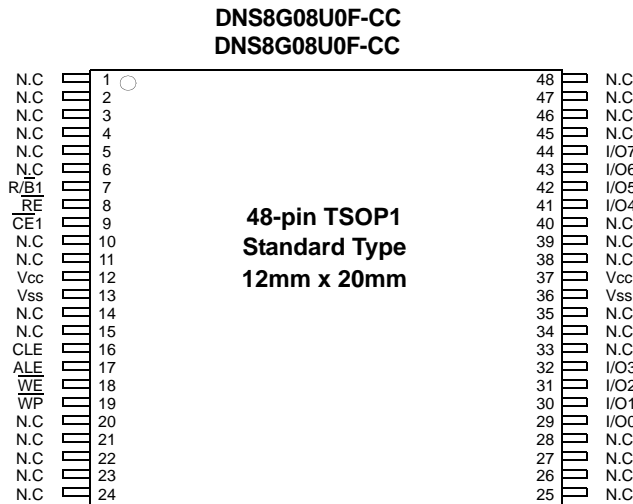 DNS8G08U0F-CC
DNS8G08U0F-CC
N.C 1 48 N.C
N.C 2 47 N.C
N.C 3 46 N.C
N.C 4 45 N.C
N.C 5 44 I/O7
N.C 6 43 I/O6
R/B1 7 42 I/O5
RE 8 41 I/O4
CE1 9 40 N.C
N.C 10 39 N.C
N.C 11 38 N.C
Vcc 12 37 Vcc
Vss 13 36 Vss
N.C 14 35 N.C
N.C 15 34 N.C
CLE 16 33 N.C
ALE 17 32 I/O3
WE 18 31 I/O2
WP 19 30 I/O1
N.C 20 29 I/O0
N.C 21 28 N.C
N.C 22 27 N.C
N.C 23 26 N.C
N.C 24 25 N.C
48-pin TSOP1
Standard Type
12mm x 20mm